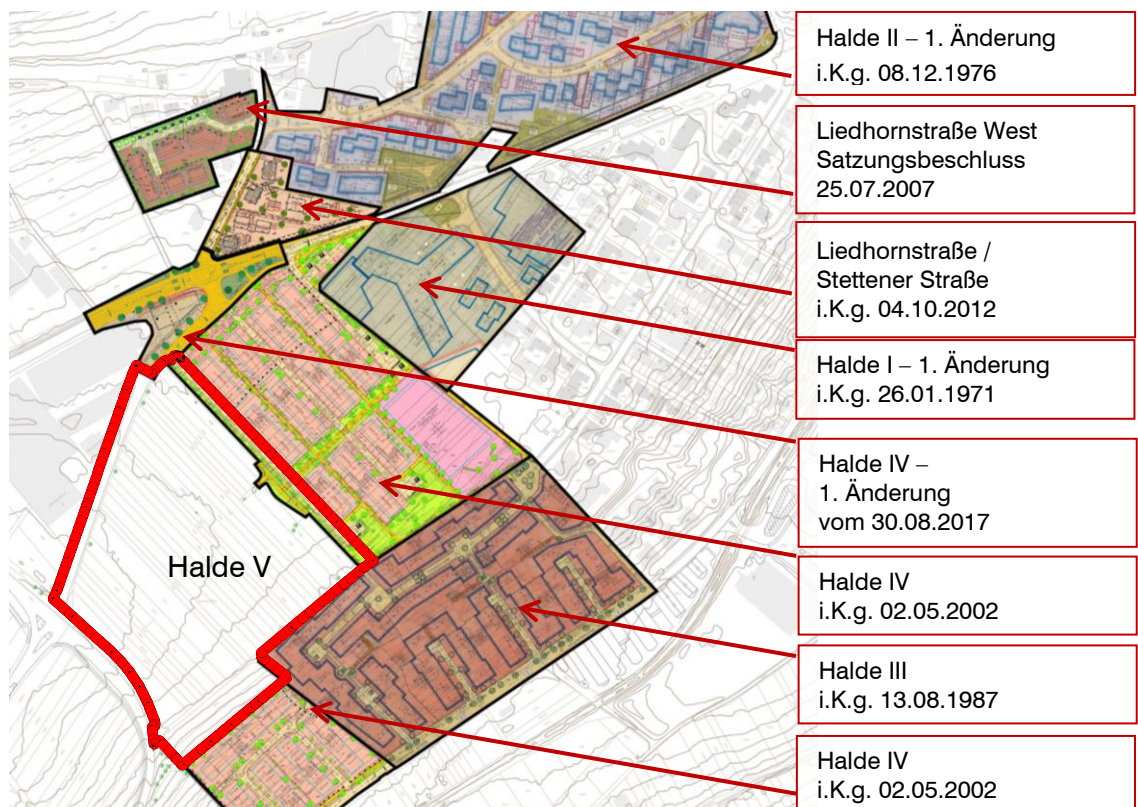 Halde II – 1. Änderung
i.K.g. 08.12.1976
Liedhornstraße West
Satzungsbeschluss
25.07.2007
Liedhornstraße /
Stettener Straße
i.K.g. 04.10.2012
Halde I – 1. Änderung
i.K.g. 26.01.1971
Halde IV –
1. Änderung
vom 30.08.2017
Halde V
Halde IV
i.K.g. 02.05.2002
Halde III
i.K.g. 13.08.1987
Halde IV
i.K.g. 02.05.2002